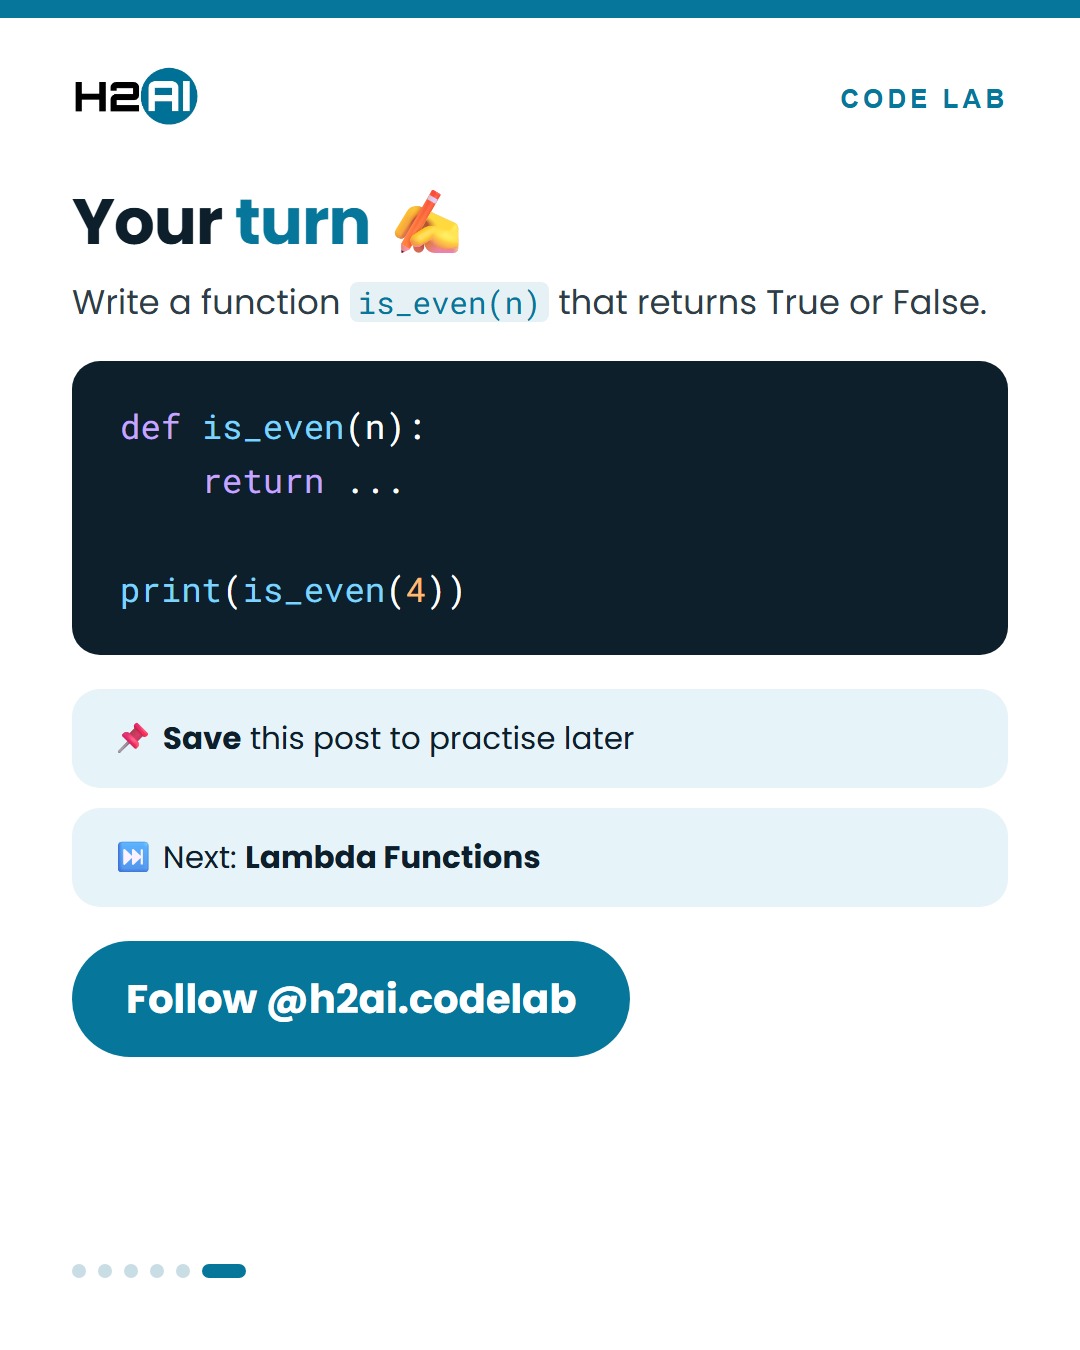 H2AI
CODE LAB
Your turn ✍️
Write a function is_even(n) that returns True or False.
def is_even(n):
    return ...
print(is_even(4))
📌 Save this post to practise later
⏭️ Next: Lambda Functions
Follow @h2ai.codelab